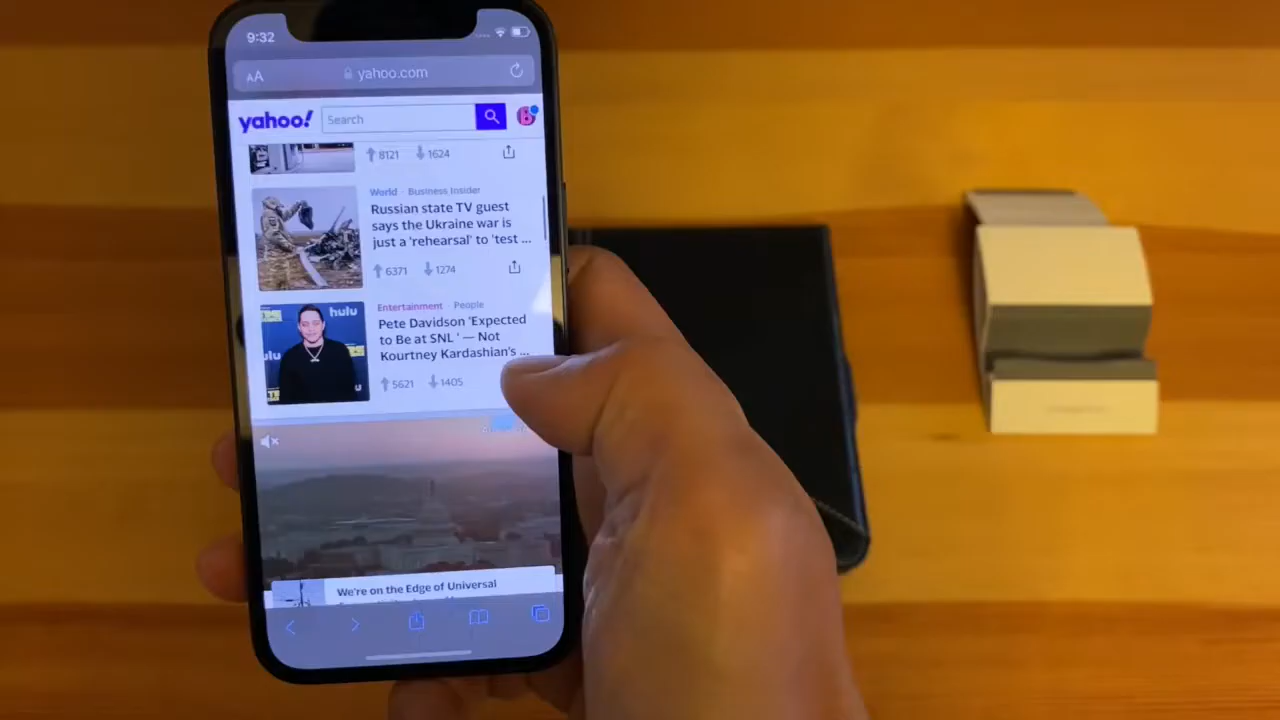 9:32
AA yahoo.com
yahoo! Search
8121 1624
World · Business Insider
Russian state TV guest
says the Ukraine war is
just a 'rehearsal' to 'test ...
6371 1274
hulu
Entertainment · People
Pete Davidson 'Expected
to Be at SNL ' — Not
Kourtney Kardashian's ...
5621 1405
We're on the Edge of Universal